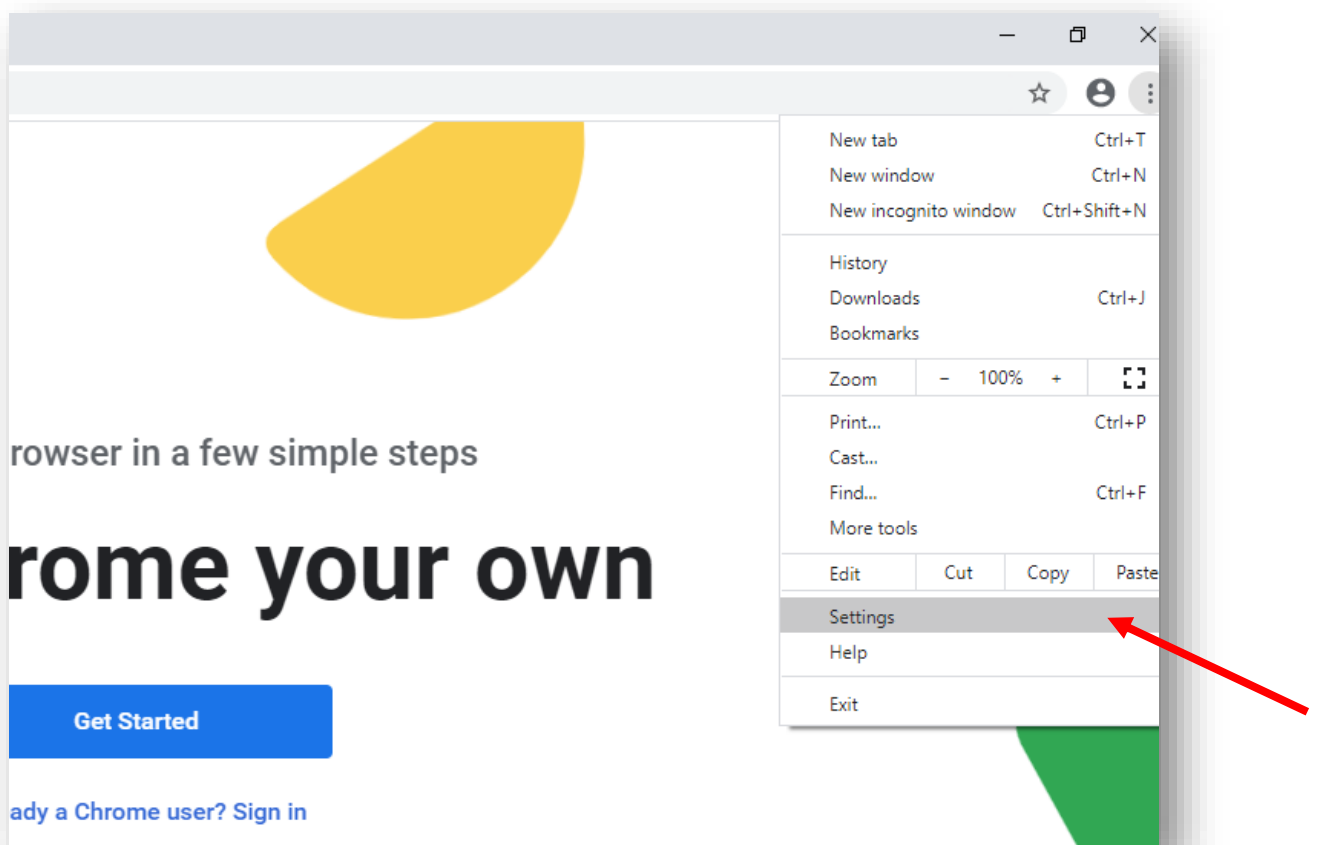 New tab Ctrl+T
New window Ctrl+N
New incognito window Ctrl+Shift+N
History
Downloads Ctrl+J
Bookmarks
Zoom - 100% +
Print... Ctrl+P
Cast...
Find... Ctrl+F
More tools
Edit Cut Copy Paste
Settings
Help
Exit
rowser in a few simple steps
rome your own
Get Started
ady a Chrome user? Sign in